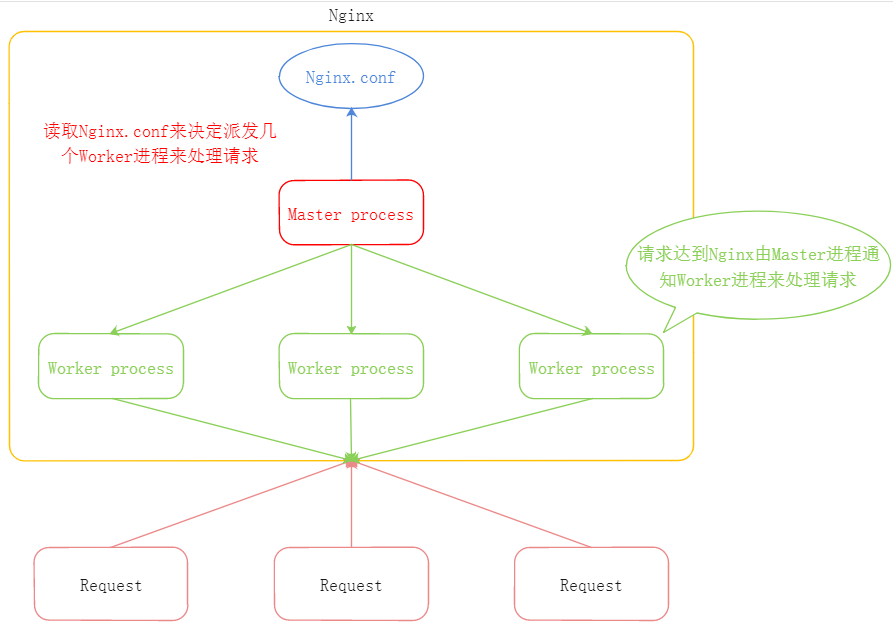 Nginx
Nginx.conf
读取Nginx.conf来决定派发几
个Worker进程来处理请求
Master process
请求达到Nginx由Master进程通
知Worker进程来处理请求
Worker process
Worker process
Worker process
Request
Request
Request